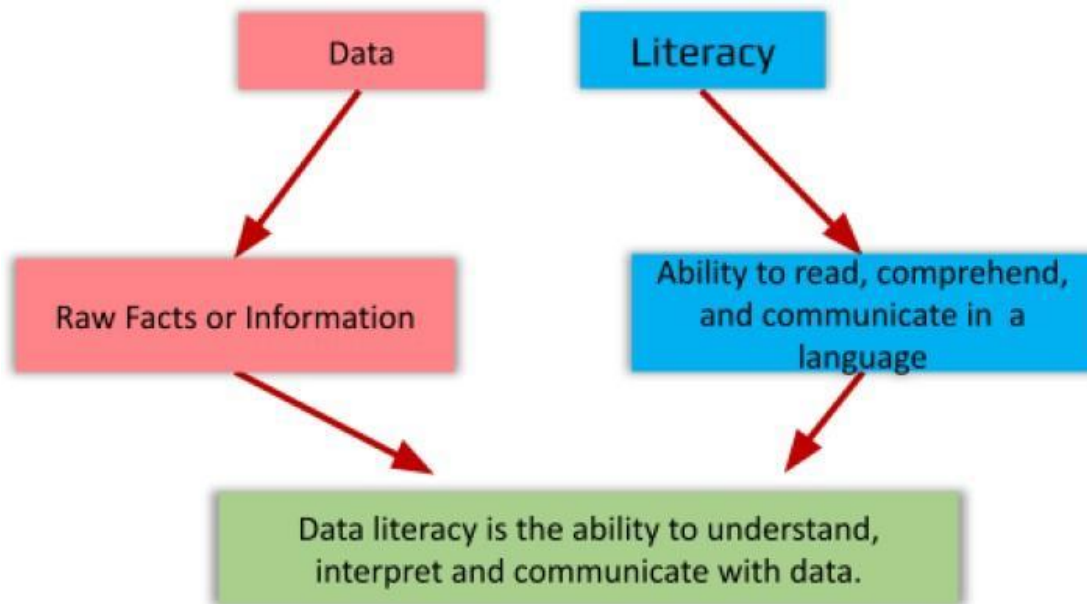 Data
Literacy
Raw Facts or Information
Ability to read, comprehend,
and communicate in a
language
Data literacy is the ability to understand,
interpret and communicate with data.